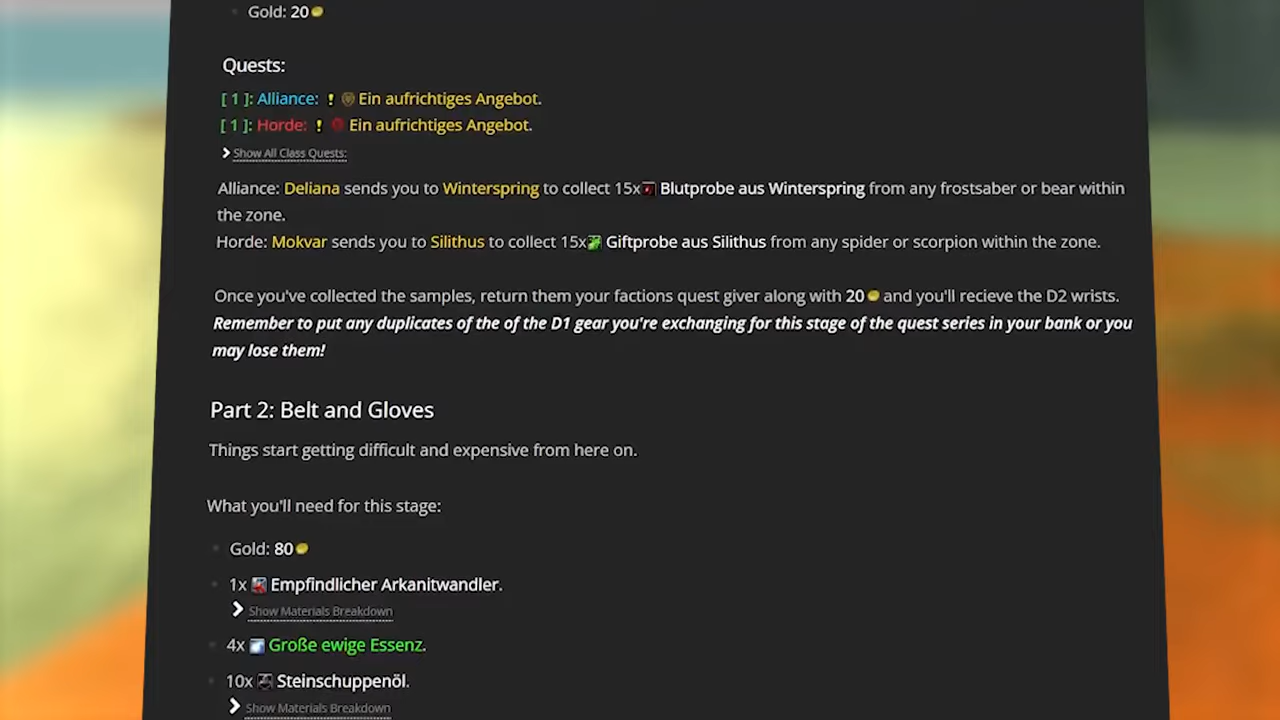 Gold: 20
Quests:
[ 1 ]: Alliance: Ein aufrichtiges Angebot.
[ 1 ]: Horde: Ein aufrichtiges Angebot.
Show All Class Quests:
Alliance: Deliana sends you to Winterspring to collect 15x Blutprobe aus Winterspring from any frostsaber or bear within
the zone.
Horde: Mokvar sends you to Silithus to collect 15x Giftprobe aus Silithus from any spider or scorpion within the zone.
Once you've collected the samples, return them your factions quest giver along with 20 and you'll recieve the D2 wrists.
Remember to put any duplicates of the of the D1 gear you're exchanging for this stage of the quest series in your bank or you
may lose them!
Part 2: Belt and Gloves
Things start getting difficult and expensive from here on.
What you'll need for this stage:
Gold: 80
1x Empfindlicher Arkanitwandler.
Show Materials Breakdown
4x Große ewige Essenz.
10x Steinschuppenöl.
Show Materials Breakdown